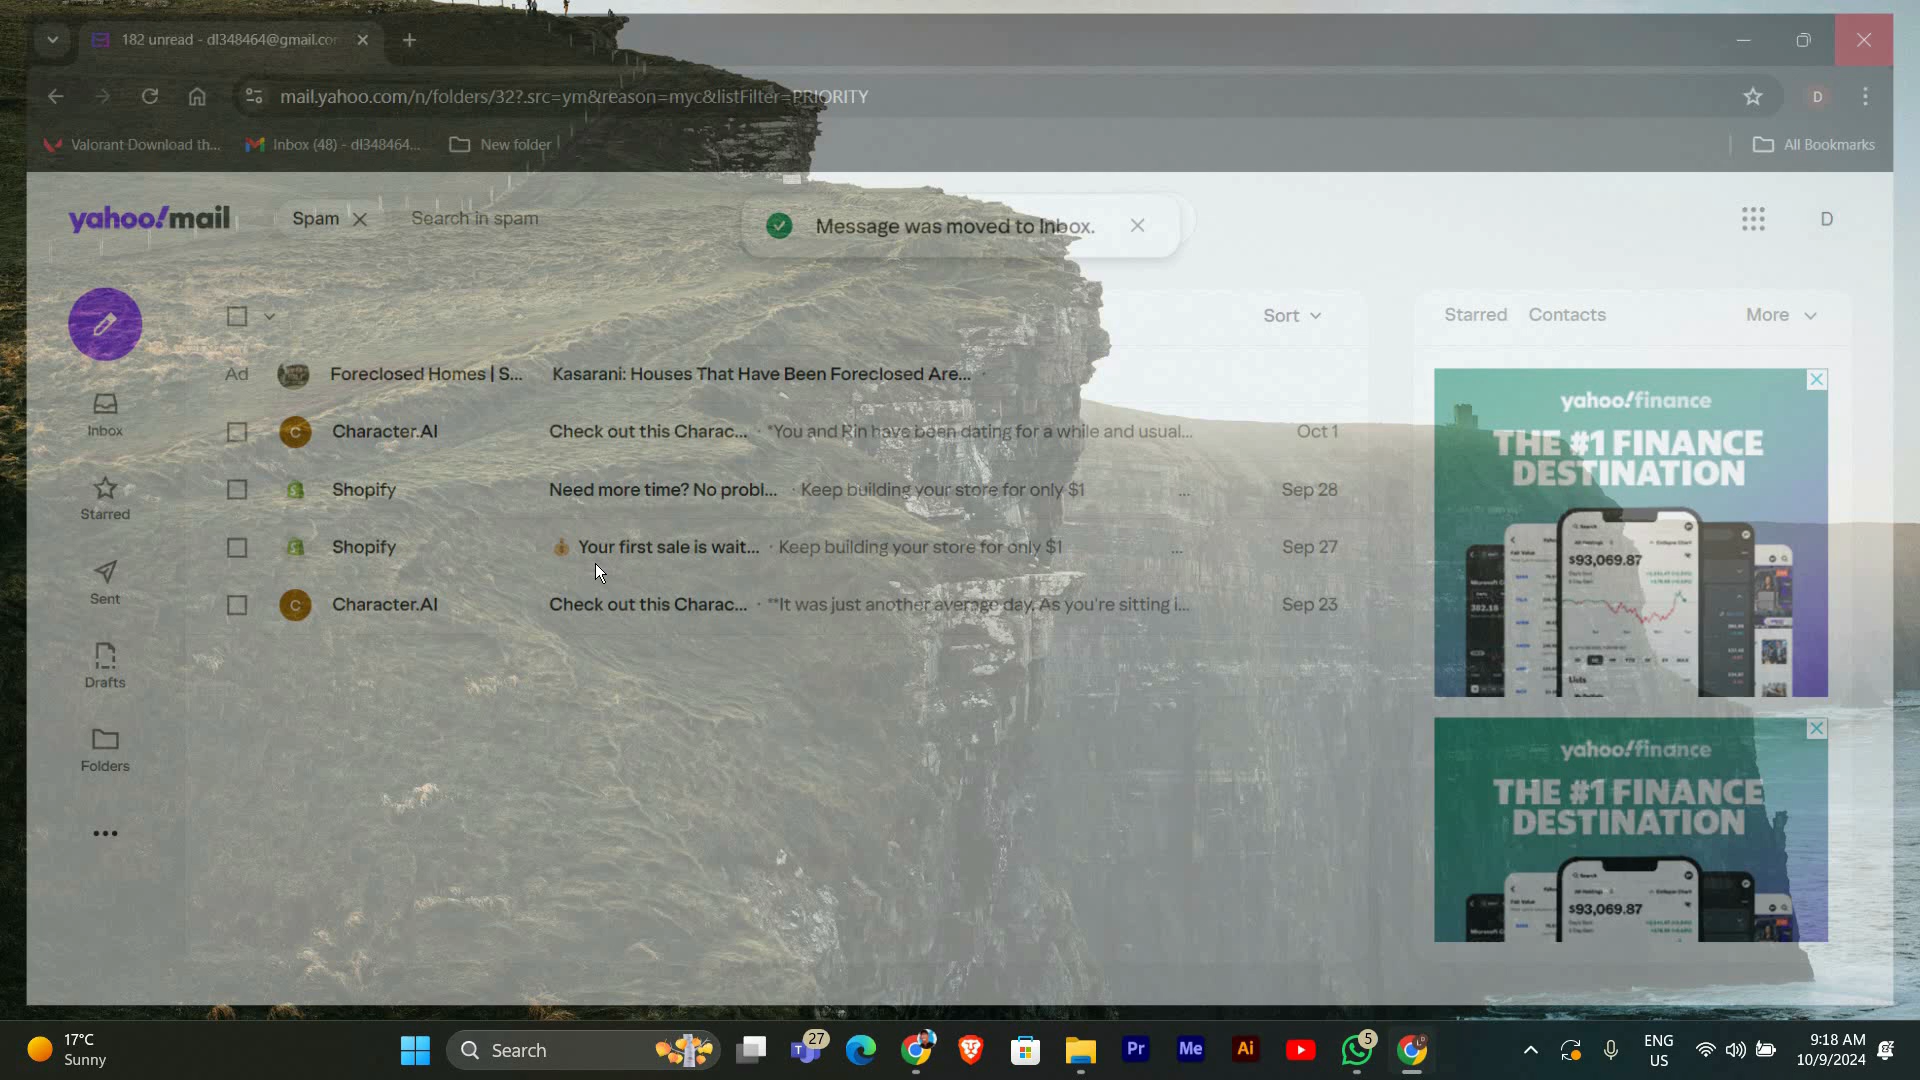 182 unread - dl348464@gmail.co
mail.yahoo.com/n/folders/32?.src=ym&reason=myc&listFilter=PRIORITY
D
Valorant Download th...
Inbox (48) - dl348464...
New folder
All Bookmarks
yahoo!mail
Spam
Search in spam
Message was moved to Inbox.
D
Sort
Starred
Contacts
More
Ad
Foreclosed Homes | S...
Kasarani: Houses That Have Been Foreclosed Are...
C
Character.AI
Check out this Charac...
· "You and Rin have been dating for a while and usual...
Oct 1
Shopify
Need more time? No probl...
· Keep building your store for only $1
...
Sep 28
Shopify
Your first sale is wait...
· Keep building your store for only $1
...
Sep 27
C
Character.AI
Check out this Charac...
· "It was just another average day. As you're sitting i...
Sep 23
Inbox
Starred
Sent
Drafts
Folders
yahoo!finance
THE #1 FINANCE
DESTINATION
$93,069.87
382.18
Lists
yahoo!finance
THE #1 FINANCE
DESTINATION
$93,069.87
17°C
Sunny
Search
27
Pr
Me
Ai
5
ENG
US
9:18 AM
10/9/2024